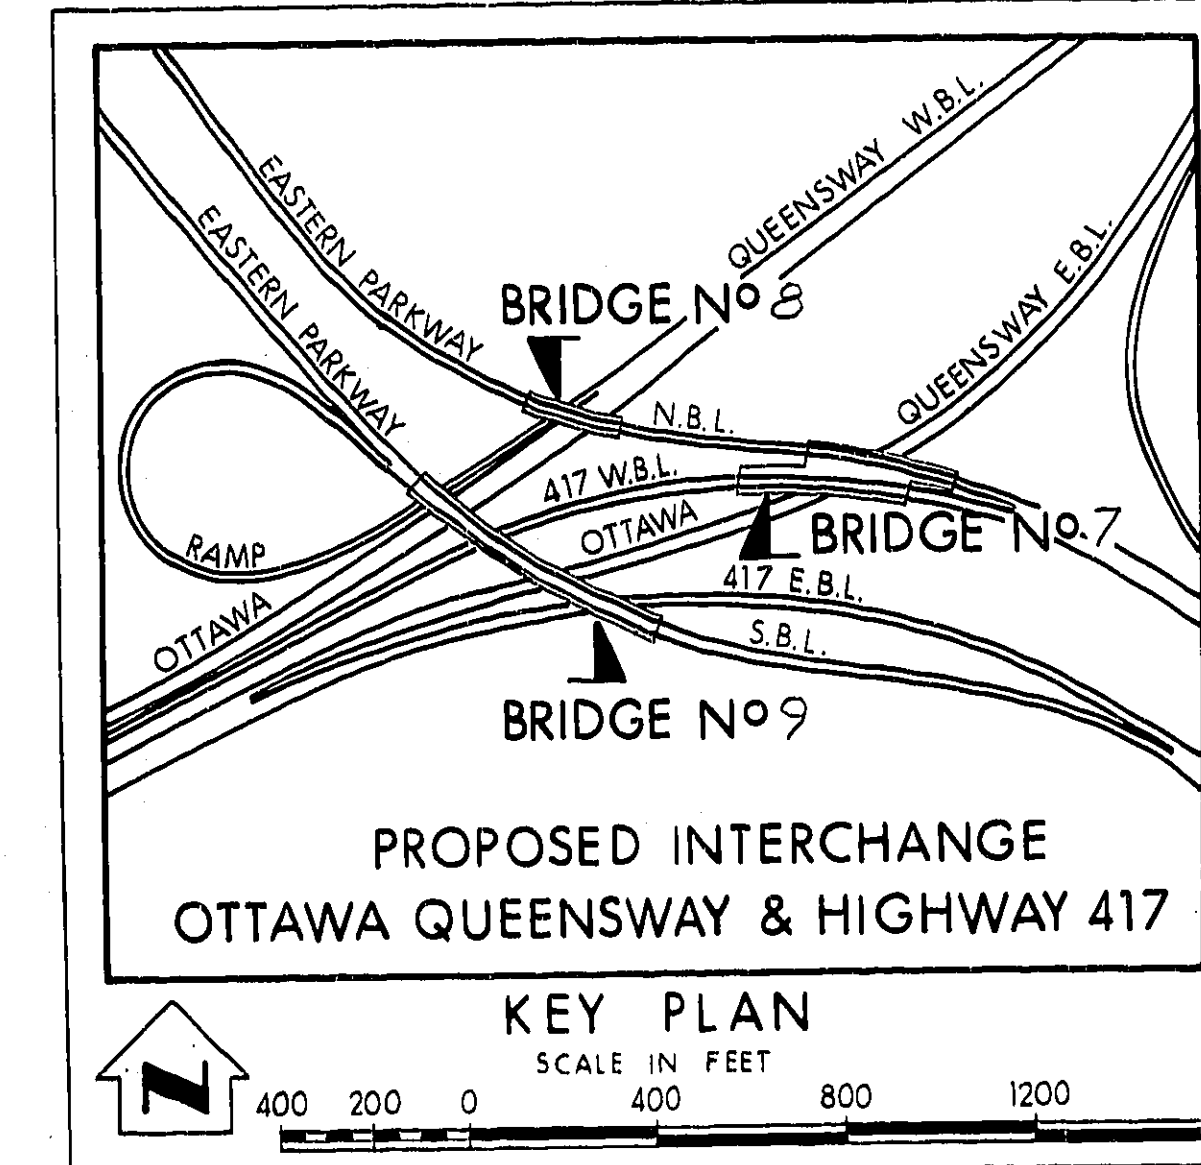 QUEENSWAY W.B.L.
EASTERN PARKWAY
EASTERN PARKWAY
QUEENSWAY E.B.L.
BRIDGE Nº 8
N.B.L.
417 W.B.L.
OTTAWA
BRIDGE Nº 7
RAMP
417 E.B.L.
OTTAWA
S.B.L.
BRIDGE Nº 9
PROPOSED INTERCHANGE
OTTAWA QUEENSWAY & HIGHWAY 417
KEY PLAN
SCALE IN FEET
N
400 200 0 400 800 1200